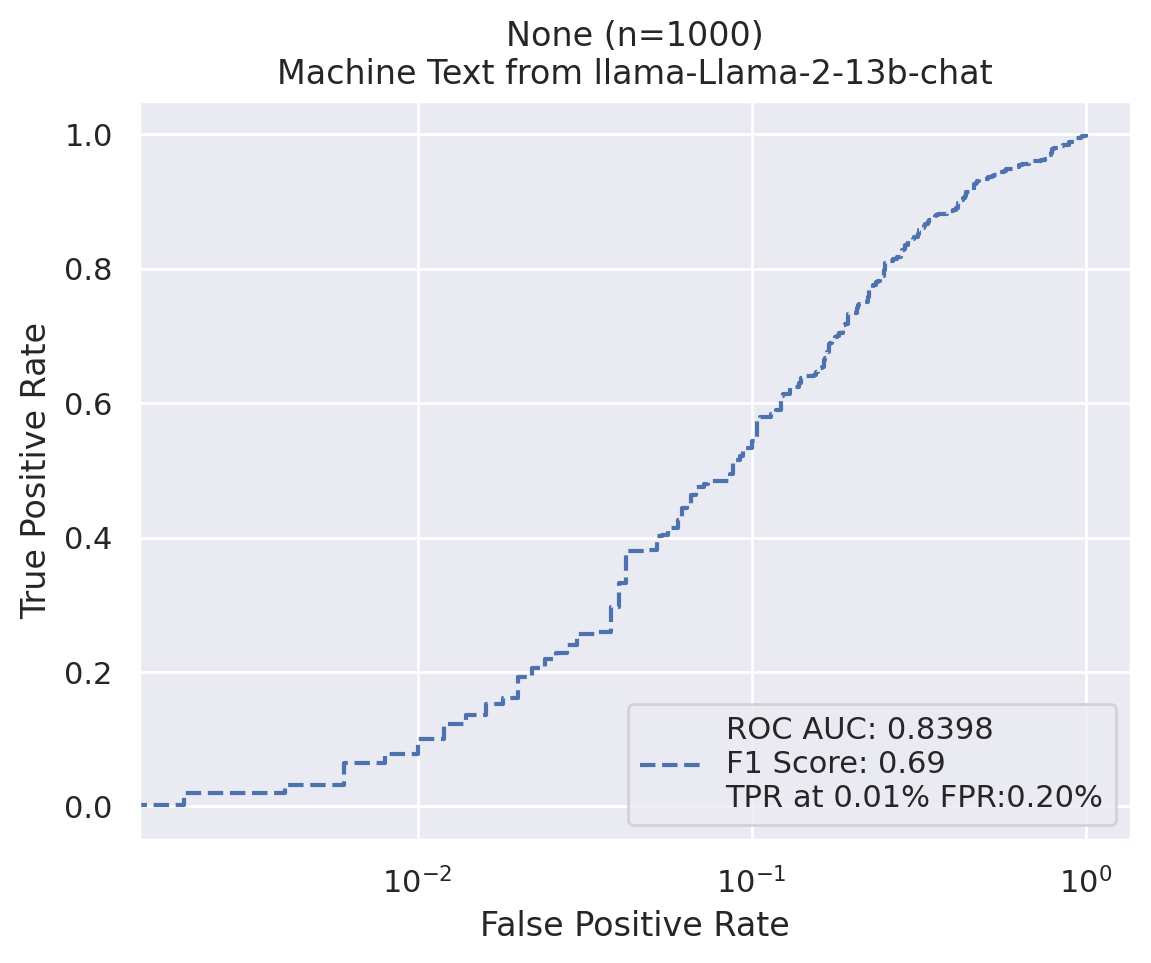 None (n=1000)
Machine Text from llama-Llama-2-13b-chat
True Positive Rate
1.0
0.8
0.6
0.4
0.2
0.0
ROC AUC: 0.8398
F1 Score: 0.69
TPR at 0.01% FPR:0.20%
10⁻² 10⁻¹ 10⁰
False Positive Rate